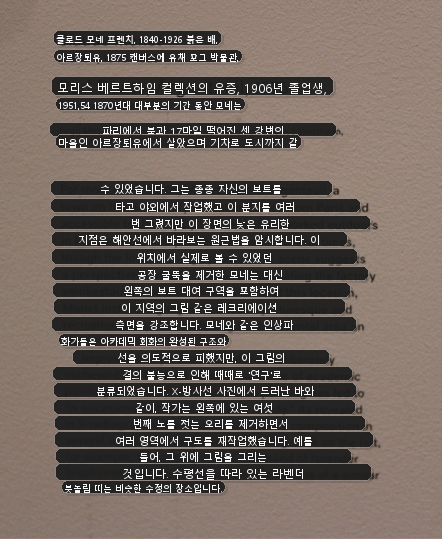 클로드 모네 프렌치, 1840-1926 붉은 배,
아르장퇴유, 1875 캔버스에 유채 포그 박물관,
모리스 베르트하임 컬렉션의 유증, 1906년 졸업생,
1951,54 1870년대 대부분의 기간 동안 모네는
파리에서 북과 17마일 떨어진 센 강변의
마을인 아르장퇴유에서 살았으며 기차로 도시까지 갈
수 있었습니다. 그는 종종 자신의 보트를
타고 야외에서 작업했고 이 분지를 여러
번 그렸지만 이 장면의 낮은 유리한
지점은 해안선에서 바라보는 원근법을 암시합니다. 이
위치에서 실제로 볼 수 있었던
공장 굴뚝을 제거한 모네는 대신
왼쪽의 보트 대여 구역을 포함하여
이 지역의 그림 같은 레크리에이션
측면을 강조합니다. 모네와 같은 인상파
화가들은 아카데믹 회화의 완성된 구조와
선을 의도적으로 피했지만, 이 그림의
결의 불능으로 인해 때때로 '연구'로
분류되었습니다. X-방사선 사진에서 드러난 바와
같이, 작가는 왼쪽에 있는 여섯
번째 노를 젓는 오리를 제거하면서
여러 영역에서 구도를 재작업했습니다. 예를
들어, 그 위에 그림을 그리는
것입니다. 수평선을 따라 있는 라벤더
붓놀림 띠는 비슷한 수정의 장소입니다.